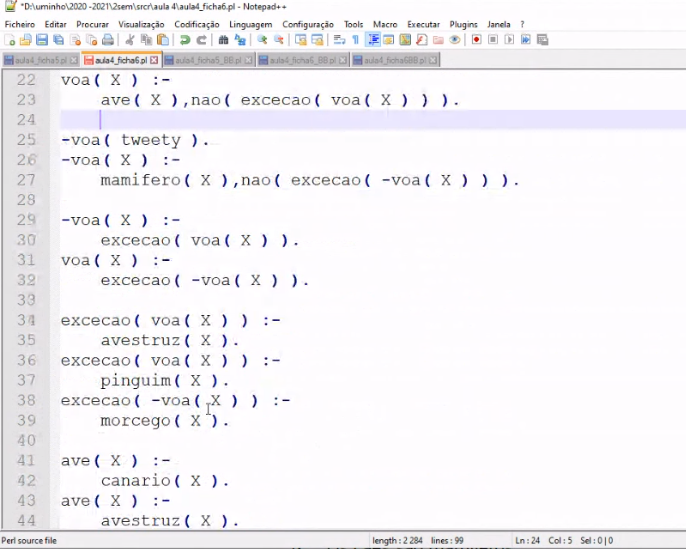 *D:\uminho\2020 -2021\2sem\srcr\aula 4\aula4_ficha6.pl - Notepad++
Ficheiro Editar Procurar Visualização Codificação Linguagem Configuração Tools Macro Executar Plugins Janela ?
aula4_ficha5.pl aula4_ficha6.pl aula4_ficha5_BB.pl aula4_ficha6_BB.pl aula4_ficha6BB.pl
22 voa( X ) :-
23 ave( X ),nao( excecao( voa( X ) ) ).
24
25 -voa( tweety ).
26 -voa( X ) :-
27 mamifero( X ),nao( excecao( -voa( X ) ) ).
28
29 -voa( X ) :-
30 excecao( voa( X ) ).
31 voa( X ) :-
32 excecao( -voa( X ) ).
33
34 excecao( voa( X ) ) :-
35 avestruz( X ).
36 excecao( voa( X ) ) :-
37 pinguim( X ).
38 excecao( -voa( X ) ) :-
39 morcego( X ).
40
41 ave( X ) :-
42 canario( X ).
43 ave( X ) :-
44 avestruz( X ).
Perl source file length : 2 284 lines : 99 Ln : 24 Col : 5 Sel : 0 | 0